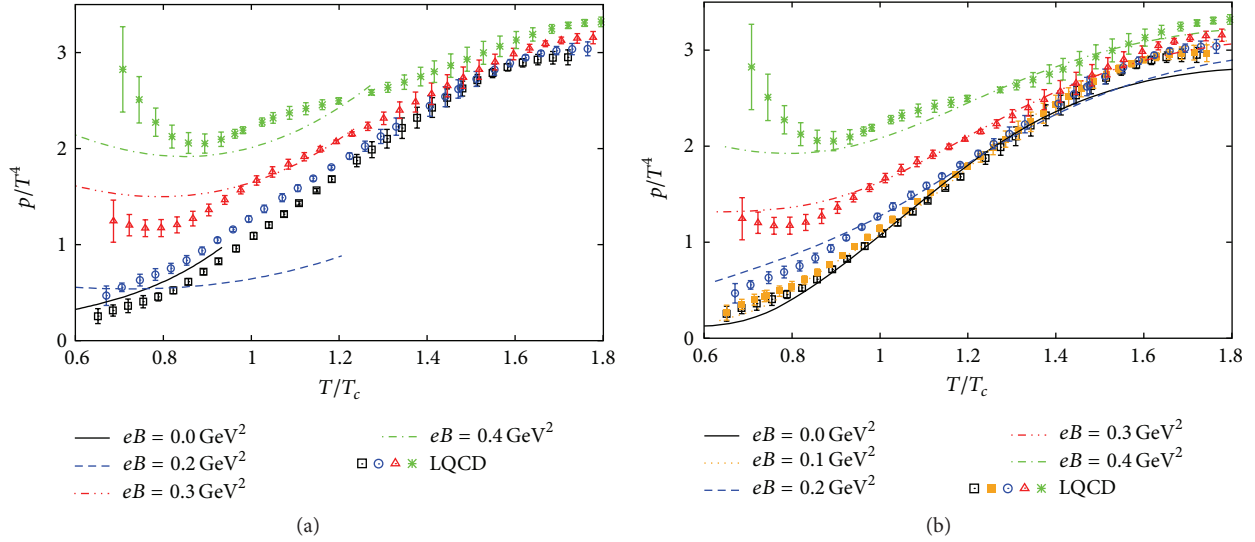 3
2
1
0
p/T⁴
0.6 0.8 1 1.2 1.4 1.6 1.8
T/T_c
eB = 0.0 GeV²
eB = 0.2 GeV²
eB = 0.3 GeV²
eB = 0.4 GeV²
LQCD
(a)
3
2
1
0
p/T⁴
0.6 0.8 1 1.2 1.4 1.6 1.8
T/T_c
eB = 0.0 GeV²
eB = 0.1 GeV²
eB = 0.2 GeV²
eB = 0.3 GeV²
eB = 0.4 GeV²
LQCD
(b)